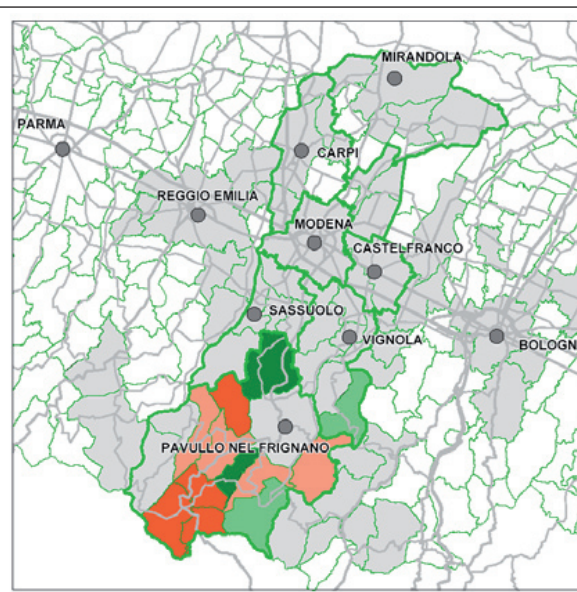 MIRANDOLA
PARMA
CARPI
REGGIO EMILIA
MODENA
CASTELFRANCO
SASSUOLO
VIGNOLA
BOLOGN
PAVULLO NEL FRIGNANO